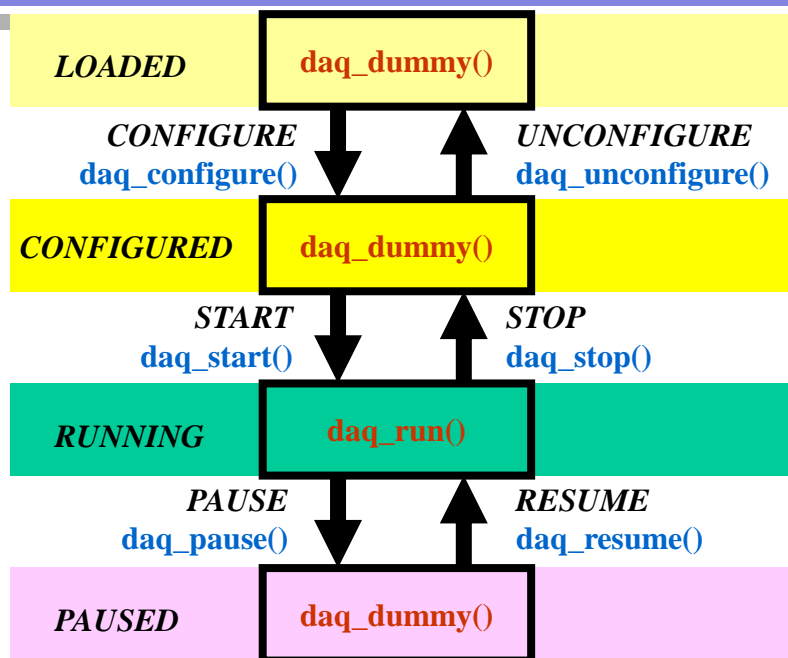 LOADED daq_dummy()
CONFIGURE UNCONFIGURE
daq_configure() daq_unconfigure()
CONFIGURED daq_dummy()
START STOP
daq_start() daq_stop()
RUNNING daq_run()
PAUSE RESUME
daq_pause() daq_resume()
PAUSED daq_dummy()